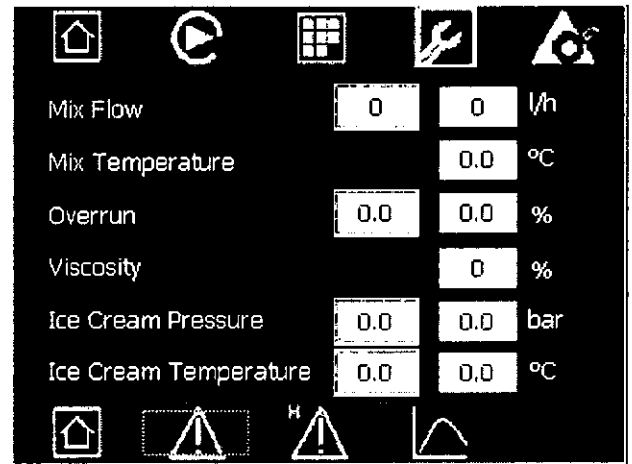 Mix Flow 0 0 l/h
Mix Temperature 0.0 °C
Overrun 0.0 0.0 %
Viscosity 0 %
Ice Cream Pressure 0.0 0.0 bar
Ice Cream Temperature 0.0 0.0 °C
H